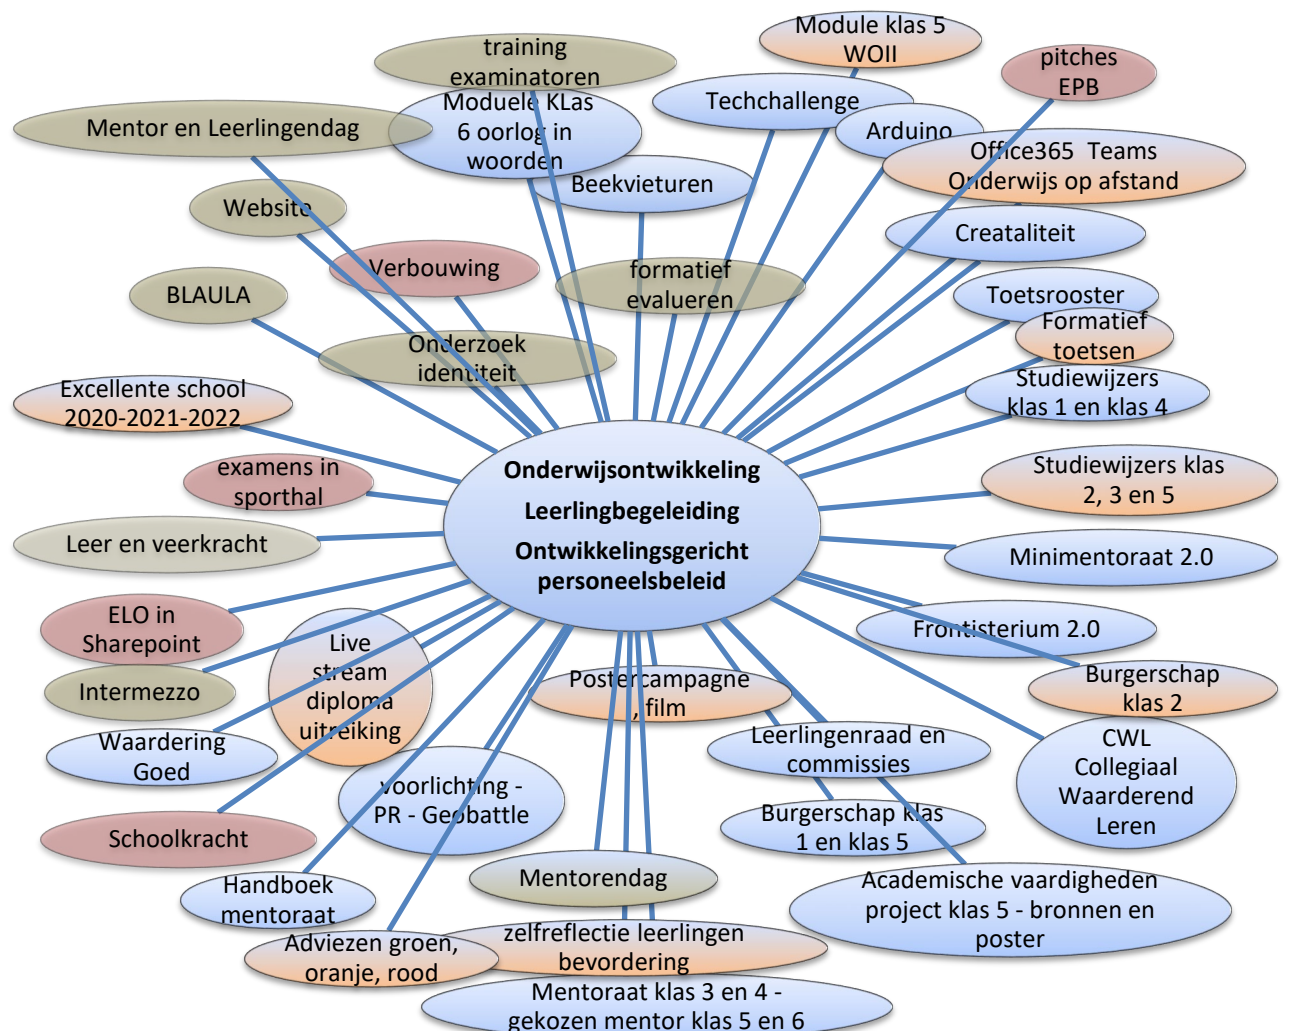 training
examinatoren
Module klas 5
WOII
pitches
EPB
Mentor en Leerlingendag
Moduele KLas
6 oorlog in
woorden
Techchallenge
Arduino
Office365  Teams
Onderwijs op afstand
Beekvieturen
Website
Creataliteit
Verbouwing
formatief
evalueren
BLAULA
Toetsrooster
Formatief
toetsen
Onderzoek
identiteit
Studiewijzers
klas 1 en klas 4
Excellente school
2020-2021-2022
examens in
sporthal
Onderwijsontwikkeling
Leerlingbegeleiding
Ontwikkelingsgericht
personeelsbeleid
Studiewijzers klas
2, 3 en 5
Leer en veerkracht
Minimentoraat 2.0
ELO in
Sharepoint
Frontisterium 2.0
Intermezzo
Live
stream
diploma
uitreiking
Postercampagne
, film
Burgerschap
klas 2
Waardering
Goed
Leerlingenraad en
commissies
CWL
Collegiaal
Waarderend
Leren
voorlichting -
PR - Geobattle
Schoolkracht
Burgerschap klas
1 en klas 5
Handboek
mentoraat
Mentorendag
Academische vaardigheden
project klas 5 - bronnen en
poster
Adviezen groen,
oranje, rood
zelfreflectie leerlingen
bevordering
Mentoraat klas 3 en 4 -
gekozen mentor klas 5 en 6